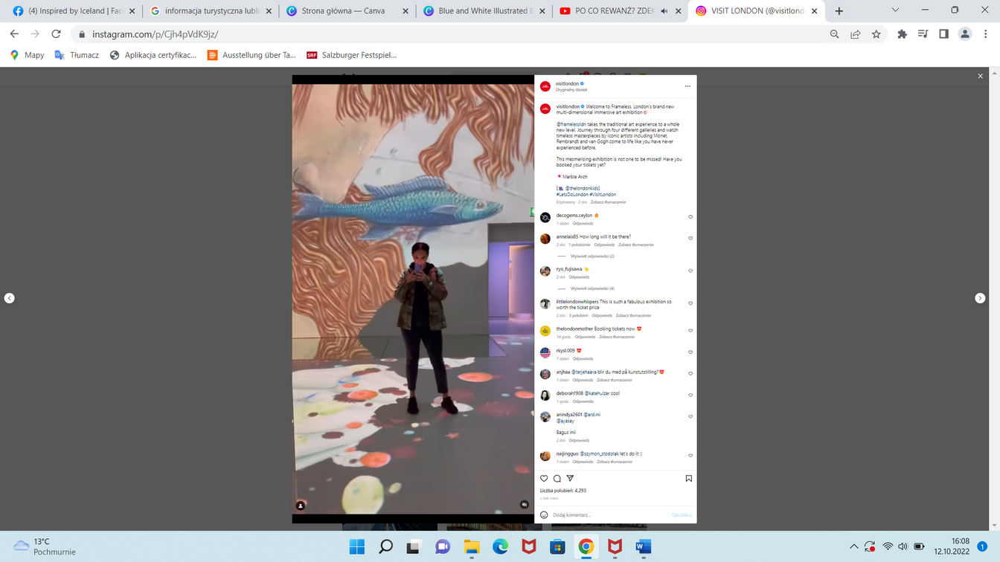 (4) Inspired by Iceland | Fac
informacja turystyczna lubli
Strona główna — Canva
Blue and White Illustrated E
PO CO REWANŻ? ZDEK
VISIT LONDON (@visitlond
instagram.com/p/Cjh4pVdK9jz/
Mapy
Tłumacz
Aplikacja certyfikac...
Ausstellung über Ta...
SRF Salzburger Festspiel...
visitlondon
Oryginalny dźwięk
visitlondon Welcome to Frameless. London's brand new
multi-dimensional immersive art exhibition
@framelessldn takes the traditional art experience to a whole
new level. Journey through four different galleries and watch
timeless masterpieces by iconic artists including Monet,
Rembrandt and van Gogh come to life like you have never
experienced before.
This mesmerising exhibition is not one to be missed! Have you
booked your tickets yet?
📍 Marble Arch
[📷 @thelondonkids]
#LetsDoLondon #VisitLondon
Edytowany · 2 dni Zobacz tłumaczenie
decogems.ceylon 🔥
1 dzień Odpowiedz
annelais85 How long will it be there?
2 dni 1 polubienie Odpowiedz Zobacz tłumaczenie
Wyświetl odpowiedzi (2)
ryo_fujisawa 👏
2 dni Odpowiedz
Wyświetl odpowiedzi (4)
littlelondonwhispers This is such a fabulous exhibition so
worth the ticket price
2 dni 3 polubień Odpowiedz Zobacz tłumaczenie
thelondonmother Booking tickets now 😍
14 godz. Odpowiedz Zobacz tłumaczenie
rkysl.009 😍
1 dzień Odpowiedz
anjhaa @terjehaava blir du med på kunstutstilling?😍
1 dzień Odpowiedz Zobacz tłumaczenie
deborah1908 @katehulzer cool
1 godz. Odpowiedz
anindya2601 @ard.ini
@ayasey
Bagus inii
2 dni Odpowiedz
naijingguo @szymon_stodolak let's do it :)
1 dzień Odpowiedz Zobacz tłumaczenie
Liczba polubień: 4,293
2 DNI TEMU
Dodaj komentarz...
Opublikuj
13°C
Pochmurnie
16:08
12.10.2022
1